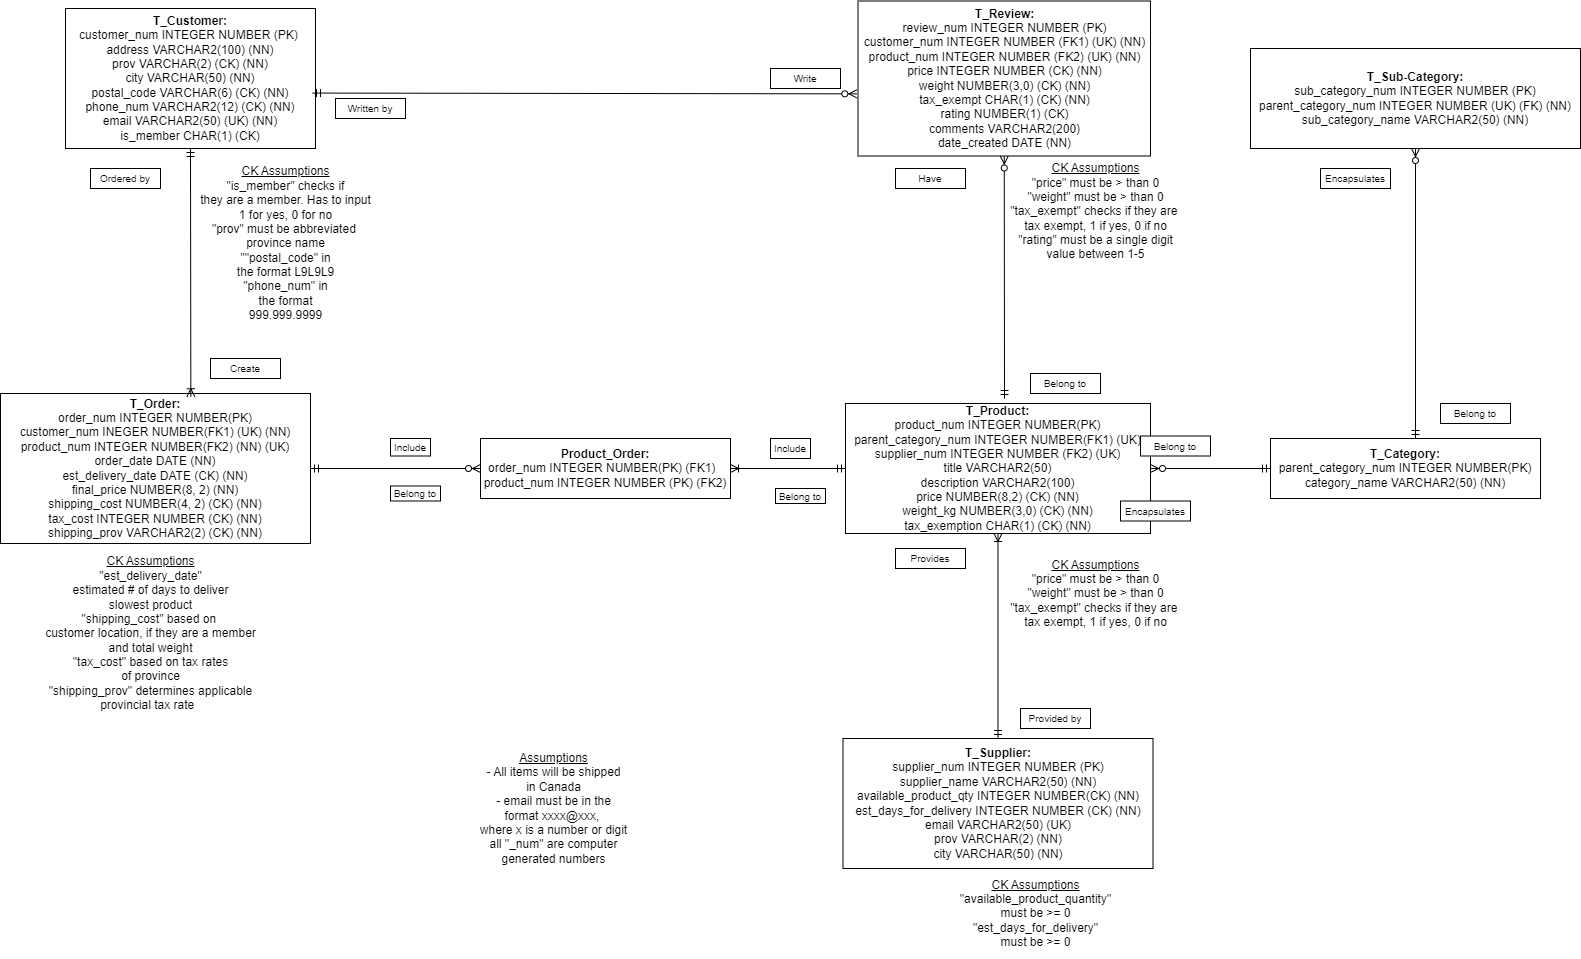 T_Customer:
customer_num INTEGER NUMBER (PK)
address VARCHAR2(100) (NN)
prov VARCHAR(2) (CK) (NN)
city VARCHAR(50) (NN)
postal_code VARCHAR(6) (CK) (NN)
phone_num VARCHAR2(12) (CK) (NN)
email VARCHAR2(50) (UK) (NN)
is_member CHAR(1) (CK)
Written by
Write
T_Review:
review_num INTEGER NUMBER (PK)
customer_num INTEGER NUMBER (FK1) (UK) (NN)
product_num INTEGER NUMBER (FK2) (UK) (NN)
price INTEGER NUMBER (CK) (NN)
weight NUMBER(3,0) (CK) (NN)
tax_exempt CHAR(1) (CK) (NN)
rating NUMBER(1) (CK)
comments VARCHAR2(200)
date_created DATE (NN)
T_Sub-Category:
sub_category_num INTEGER NUMBER (PK)
parent_category_num INTEGER NUMBER (UK) (FK) (NN)
sub_category_name VARCHAR2(50) (NN)
Ordered by
CK Assumptions
"is_member" checks if
they are a member. Has to input
1 for yes, 0 for no
"prov" must be abbreviated
province name
""postal_code" in
the format L9L9L9
"phone_num" in
the format
999.999.9999
Have
CK Assumptions
"price" must be > than 0
"weight" must be > than 0
"tax_exempt" checks if they are
tax exempt, 1 if yes, 0 if no
"rating" must be a single digit
value between 1-5
Encapsulates
Create
Belong to
Belong to
T_Order:
order_num INTEGER NUMBER(PK)
customer_num INEGER NUMBER(FK1) (UK) (NN)
product_num INTEGER NUMBER(FK2) (NN) (UK)
order_date DATE (NN)
est_delivery_date DATE (CK) (NN)
final_price NUMBER(8, 2) (NN)
shipping_cost NUMBER(4, 2) (CK) (NN)
tax_cost INTEGER NUMBER (CK) (NN)
shipping_prov VARCHAR2(2) (CK) (NN)
Include
Belong to
Product_Order:
order_num INTEGER NUMBER(PK) (FK1)
product_num INTEGER NUMBER (PK) (FK2)
Include
Belong to
T_Product:
product_num INTEGER NUMBER(PK)
parent_category_num INTEGER NUMBER(FK1) (UK)
supplier_num INTEGER NUMBER (FK2) (UK)
title VARCHAR2(50)
description VARCHAR2(100)
price NUMBER(8,2) (CK) (NN)
weight_kg NUMBER(3,0) (CK) (NN)
tax_exemption CHAR(1) (CK) (NN)
Belong to
Encapsulates
T_Category:
parent_category_num INTEGER NUMBER(PK)
category_name VARCHAR2(50) (NN)
CK Assumptions
"est_delivery_date"
estimated # of days to deliver
slowest product
"shipping_cost" based on
customer location, if they are a member
and total weight
"tax_cost" based on tax rates
of province
"shipping_prov" determines applicable
provincial tax rate
Provides
CK Assumptions
"price" must be > than 0
"weight" must be > than 0
"tax_exempt" checks if they are
tax exempt, 1 if yes, 0 if no
Provided by
Assumptions
- All items will be shipped
in Canada
- email must be in the
format xxxx@xxx,
where x is a number or digit
all "_num" are computer
generated numbers
T_Supplier:
supplier_num INTEGER NUMBER (PK)
supplier_name VARCHAR2(50) (NN)
available_product_qty INTEGER NUMBER(CK) (NN)
est_days_for_delivery INTEGER NUMBER (CK) (NN)
email VARCHAR2(50) (UK)
prov VARCHAR(2) (NN)
city VARCHAR(50) (NN)
CK Assumptions
"available_product_quantity"
must be >= 0
"est_days_for_delivery"
must be >= 0